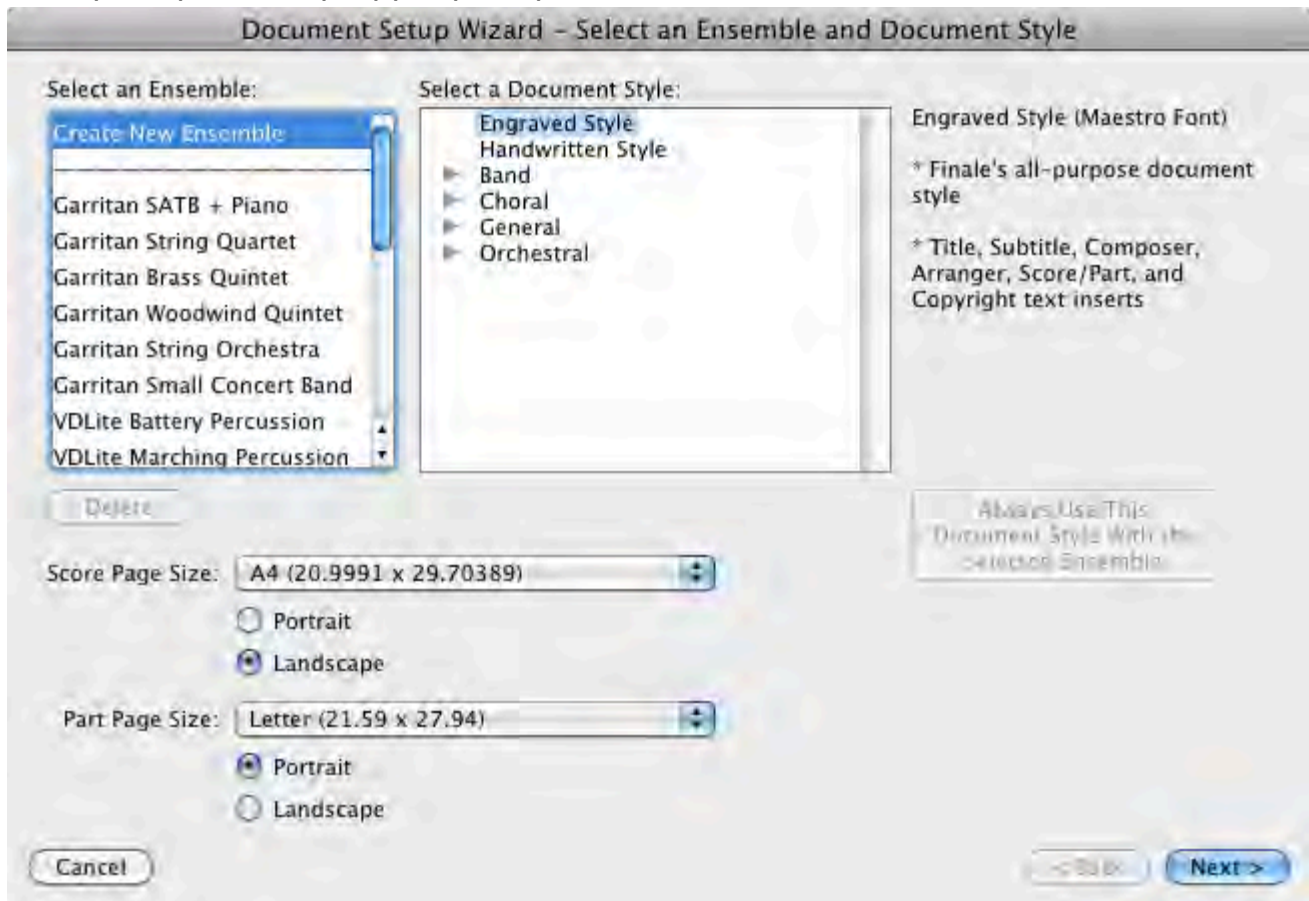 Document Setup Wizard – Select an Ensemble and Document Style
Select an Ensemble:
Create New Ensemble
Garritan SATB + Piano
Garritan String Quartet
Garritan Brass Quintet
Garritan Woodwind Quintet
Garritan String Orchestra
Garritan Small Concert Band
VDLite Battery Percussion
VDLite Marching Percussion
Delete
Select a Document Style:
Engraved Style
Handwritten Style
Band
Choral
General
Orchestral
Engraved Style (Maestro Font)
* Finale's all-purpose document
style
* Title, Subtitle, Composer,
Arranger, Score/Part, and
Copyright text inserts
Always Use This
Document Style With the
Selected Ensemble
Score Page Size: A4 (20.9991 x 29.70389)
Portrait
Landscape
Part Page Size: Letter (21.59 x 27.94)
Portrait
Landscape
Cancel
< Back
Next >